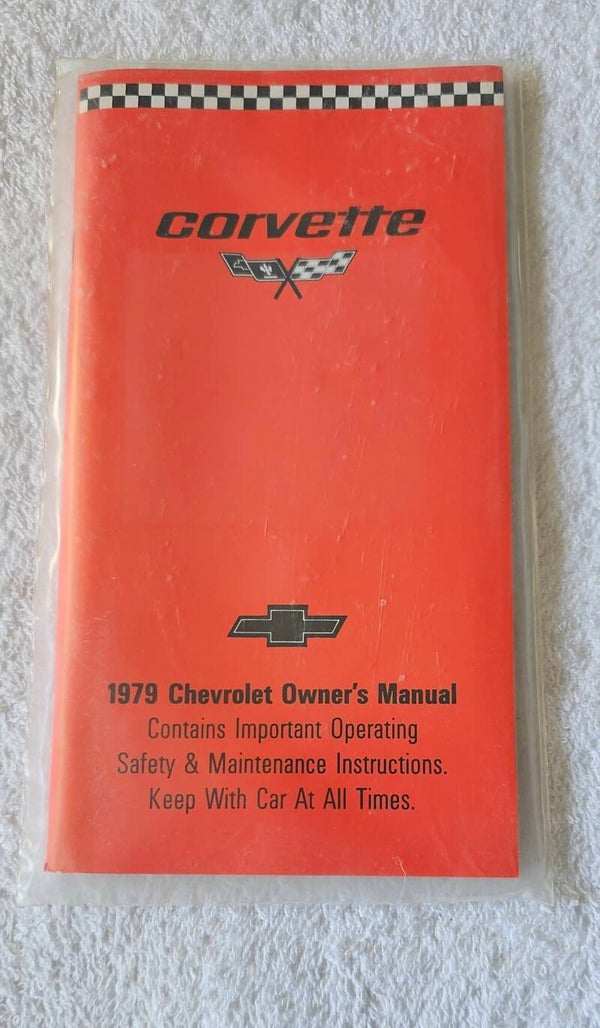 corvette
1979 Chevrolet Owner's Manual
Contains Important Operating
Safety & Maintenance Instructions.
Keep With Car At All Times.